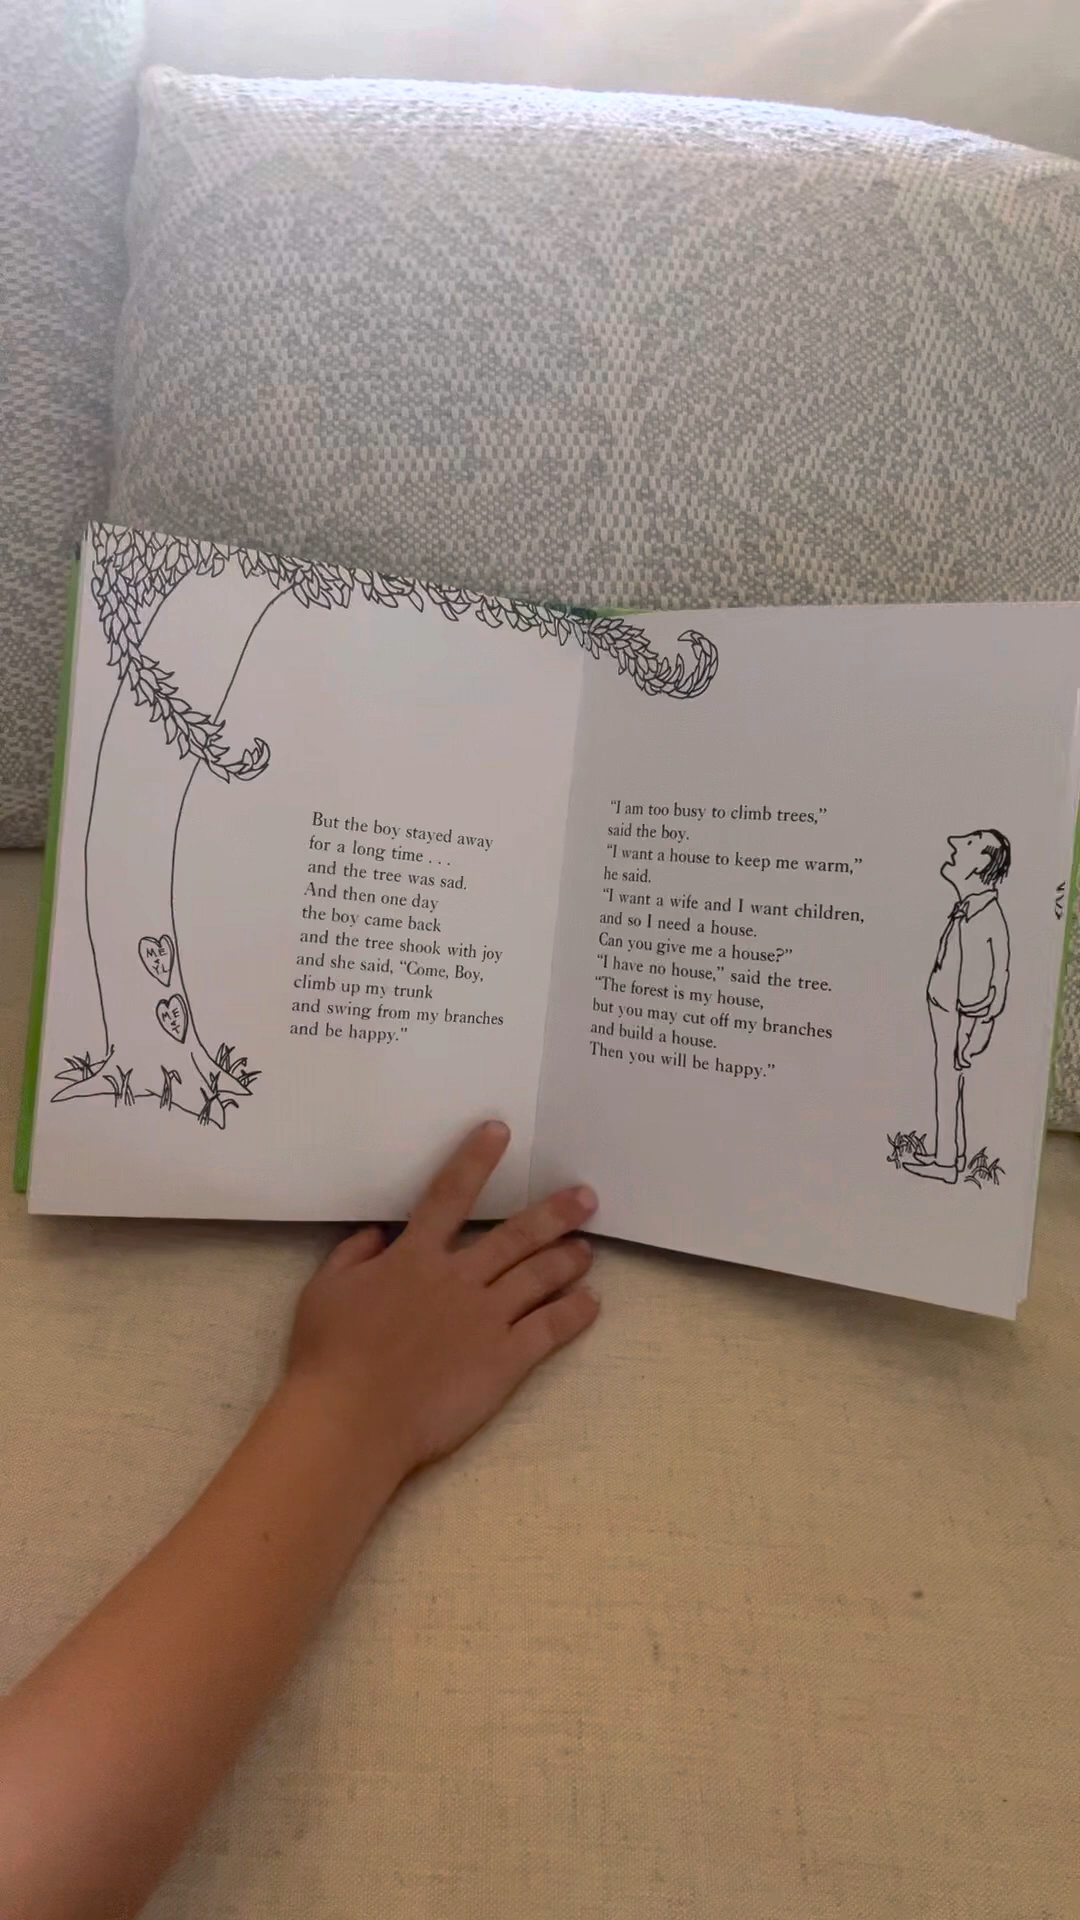 But the boy stayed away
for a long time . . .
and the tree was sad.
And then one day
the boy came back
and the tree shook with joy
and she said, “Come, Boy,
climb up my trunk
and swing from my branches
and be happy.”
M E
+
Y. L
M E
+
T
“I am too busy to climb trees,”
said the boy.
“I want a house to keep me warm,”
he said.
“I want a wife and I want children,
and so I need a house.
Can you give me a house?”
“I have no house,” said the tree.
“The forest is my house,
but you may cut off my branches
and build a house.
Then you will be happy.”